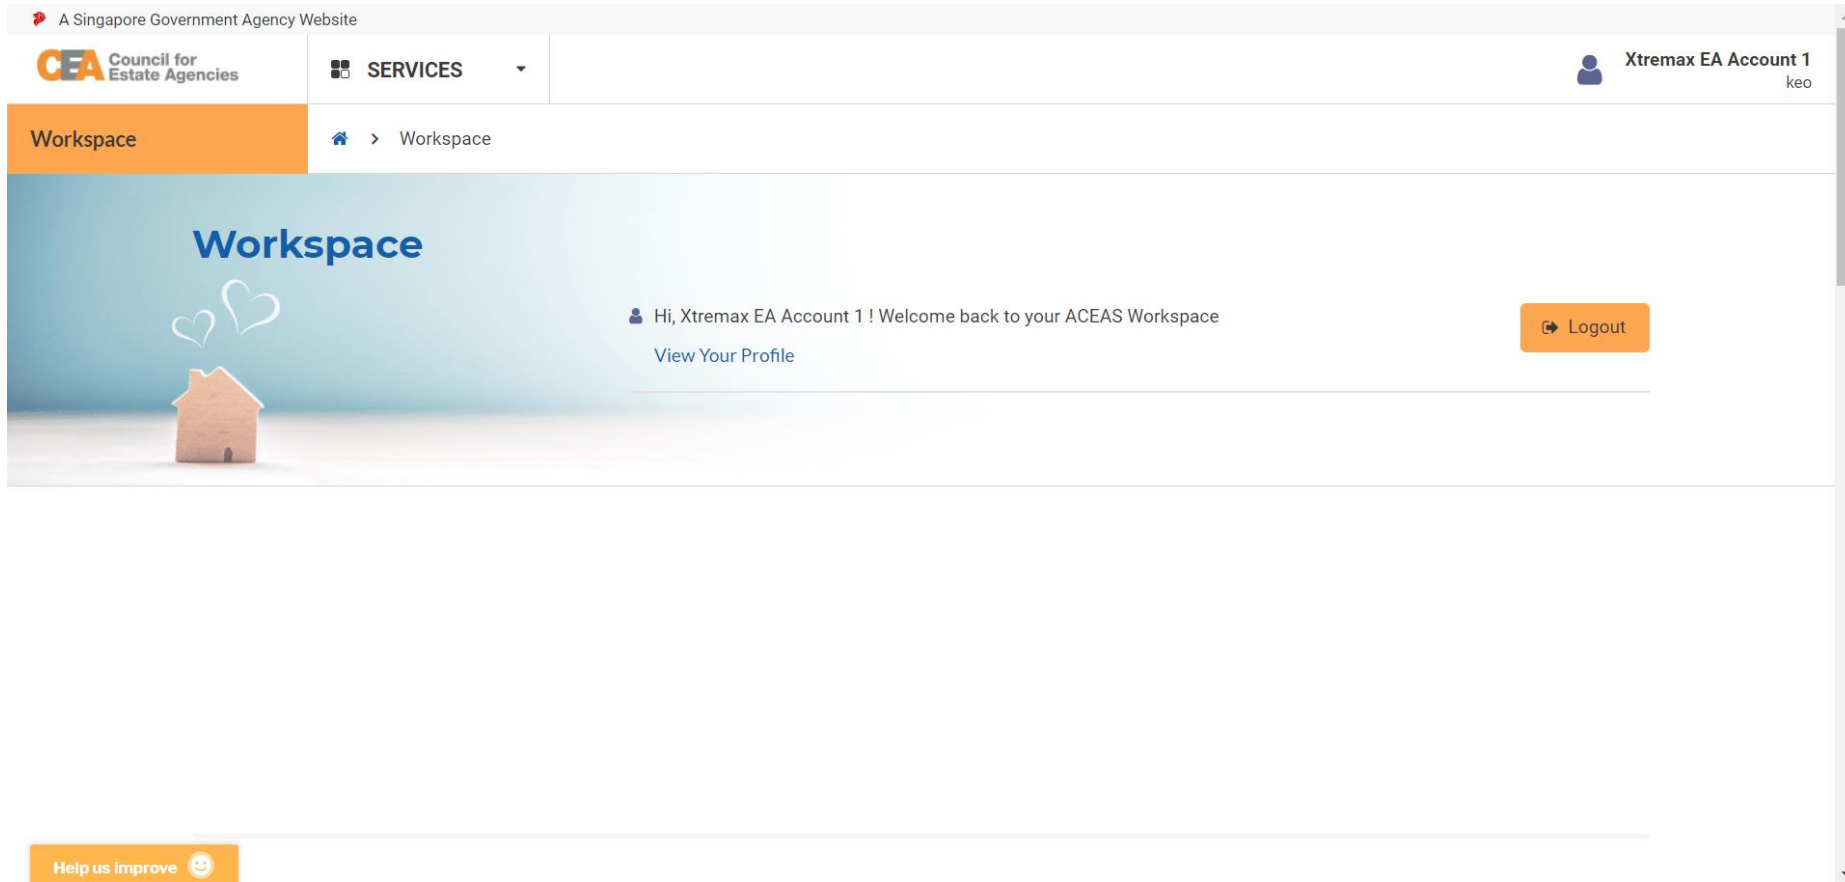 A Singapore Government Agency Website
CEA Council for
Estate Agencies
SERVICES
Xtremax EA Account 1
keo
Workspace
Workspace
Workspace
Hi, Xtremax EA Account 1 ! Welcome back to your ACEAS Workspace
Logout
View Your Profile
Help us improve